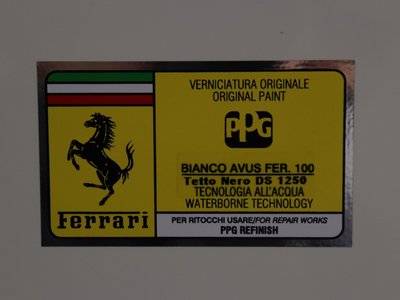 VERNICIATURA ORIGINALE
ORIGINAL PAINT
PPG
BIANCO AVUS FER. 100
Tetto Nero DS 1250
TECNOLOGIA ALL'ACQUA
WATERBORNE TECHNOLOGY
Ferrari
PER RITOCCHI USARE/FOR REPAIR WORKS
PPG REFINISH